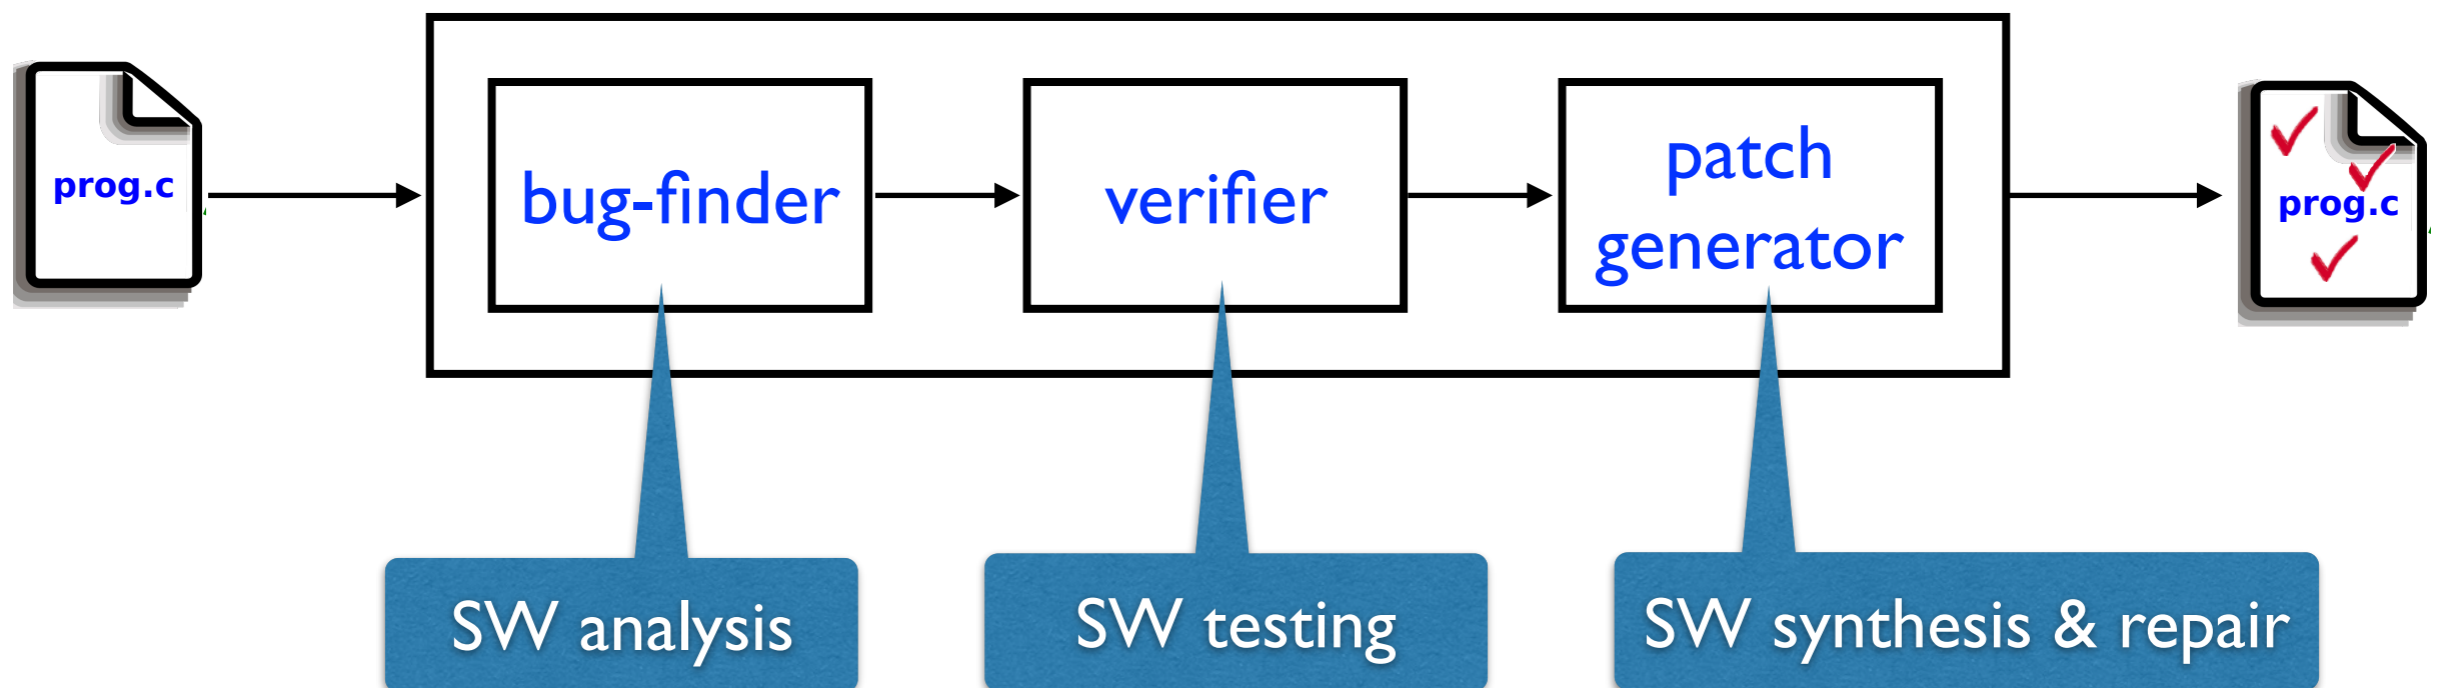 prog.c
bug-finder
verifier
patch
generator
prog.c
SW analysis
SW testing
SW synthesis & repair